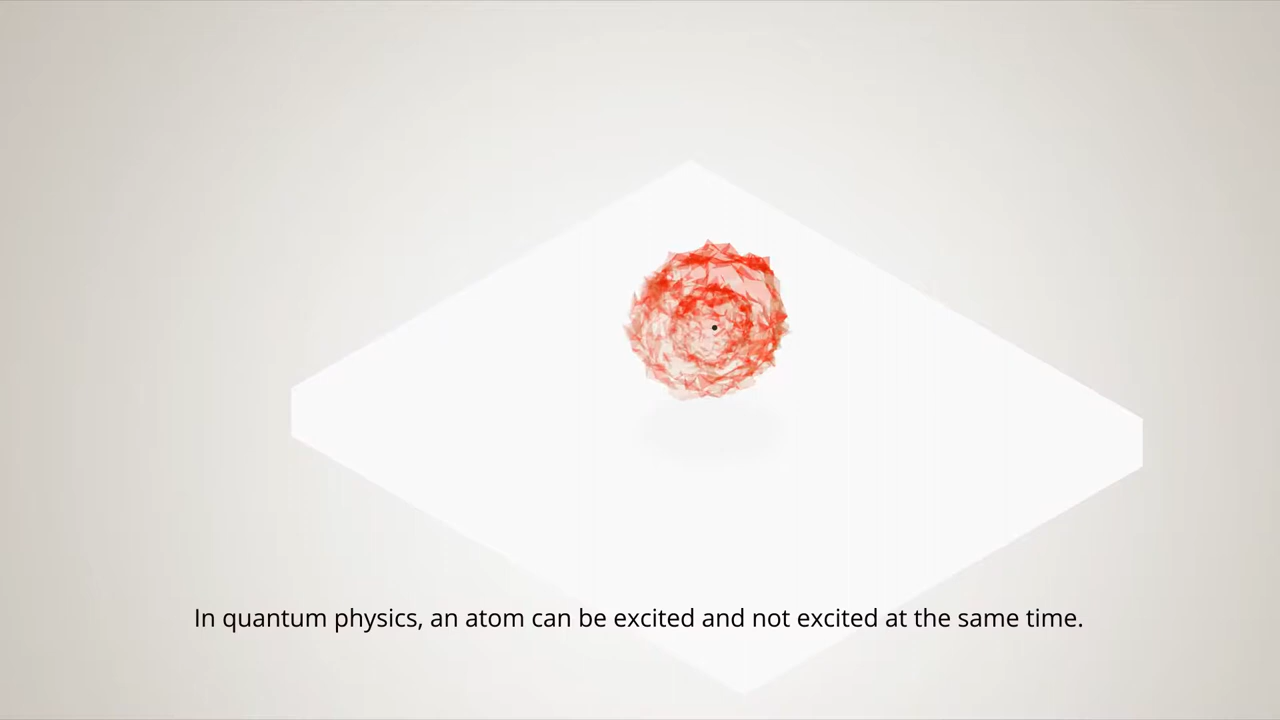 In quantum physics, an atom can be excited and not excited at the same time.